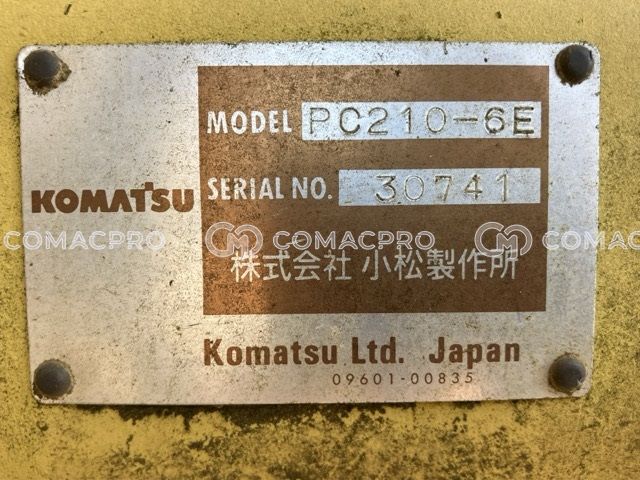 MODEL PC210-6E
KOMATSU
SERIAL NO. 30741
COMACPRO COMACPRO COMACPRO
株式会社 小松製作所
Komatsu Ltd. Japan
09601-00835